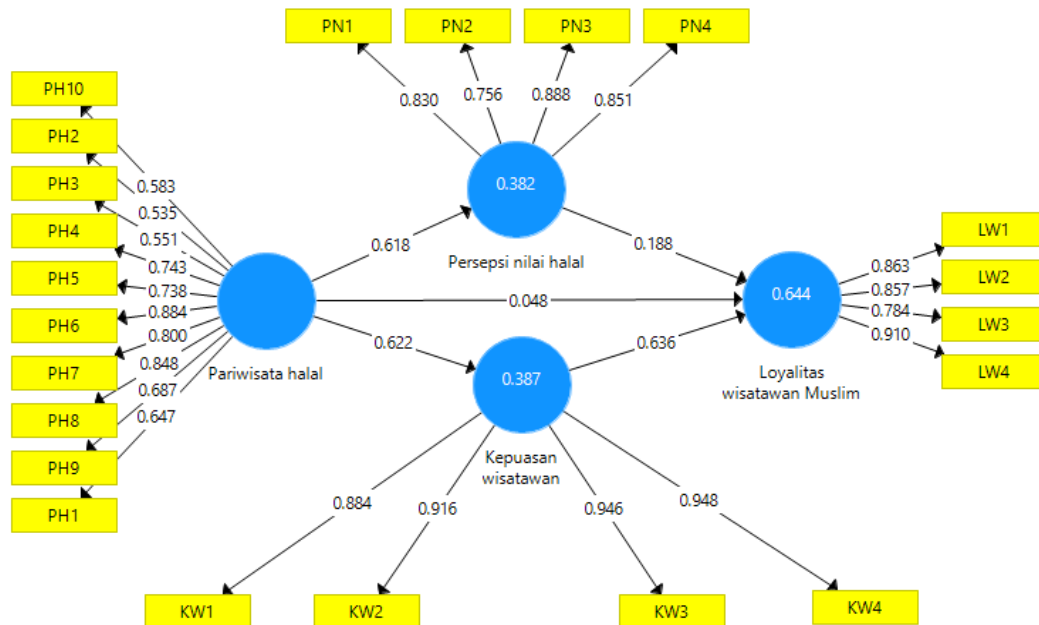 PN1
PN2
PN3
PN4
0.830
0.756
0.888
0.851
PH10
PH2
PH3
PH4
PH5
PH6
PH7
PH8
PH9
PH1
0.583
0.535
0.551
0.743
0.738
0.884
0.800
0.848
0.687
0.647
Pariwisata halal
0.618
0.048
0.622
0.382
Persepsi nilai halal
0.188
0.387
Kepuasan
wisatawan
0.636
0.644
Loyalitas
wisatawan Muslim
0.863
0.857
0.784
0.910
LW1
LW2
LW3
LW4
0.884
0.916
0.946
0.948
KW1
KW2
KW3
KW4